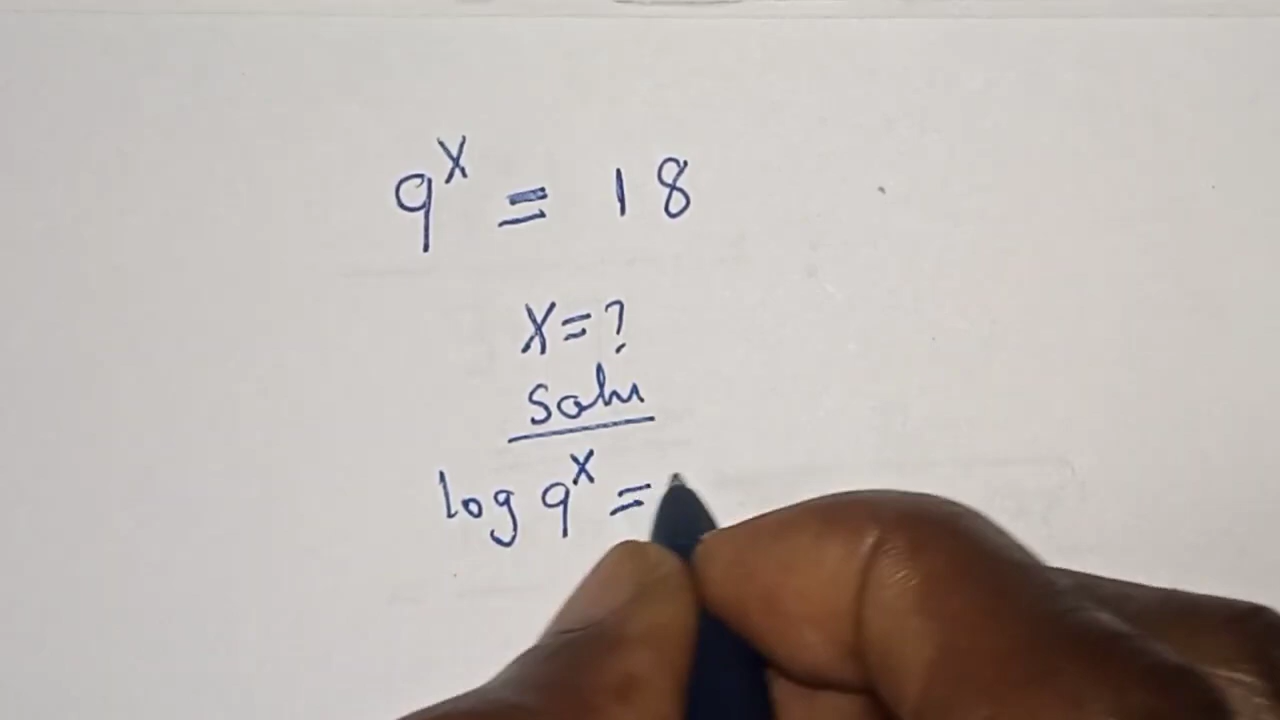 9^x = 18
x = ?
Soln
log 9^x =